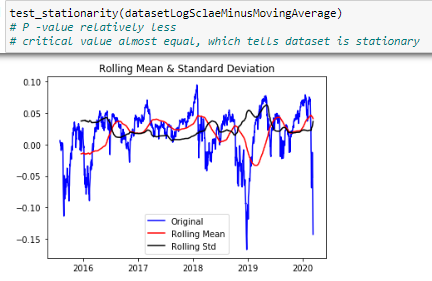 test_stationarity(datasetLogSclaeMinusMovingAverage)
# P -value relatively less
# critical value almost equal, which tells dataset is stationary
Rolling Mean & Standard Deviation
0.10
0.05
0.00
−0.05
−0.10
−0.15
Original
Rolling Mean
Rolling Std
2016 2017 2018 2019 2020